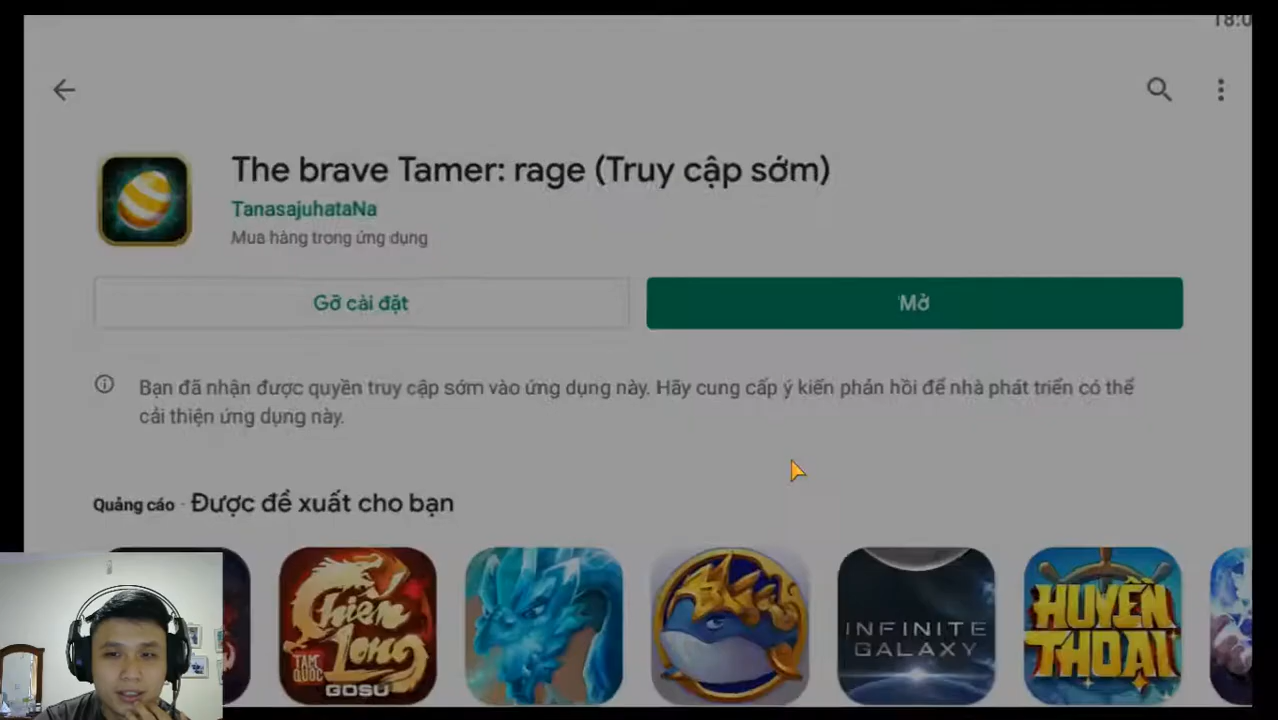 The brave Tamer: rage (Truy cập sớm)
TanasajuhataNa
Mua hàng trong ứng dụng
Gỡ cài đặt
Mở
Bạn đã nhận được quyền truy cập sớm vào ứng dụng này. Hãy cung cấp ý kiến phản hồi để nhà phát triển có thể
cải thiện ứng dụng này.
Quảng cáo · Được đề xuất cho bạn
Chiến
Long
TAM
QUỐC
GOSU
INFINITE
GALAXY
HUYỀN
THOẠI